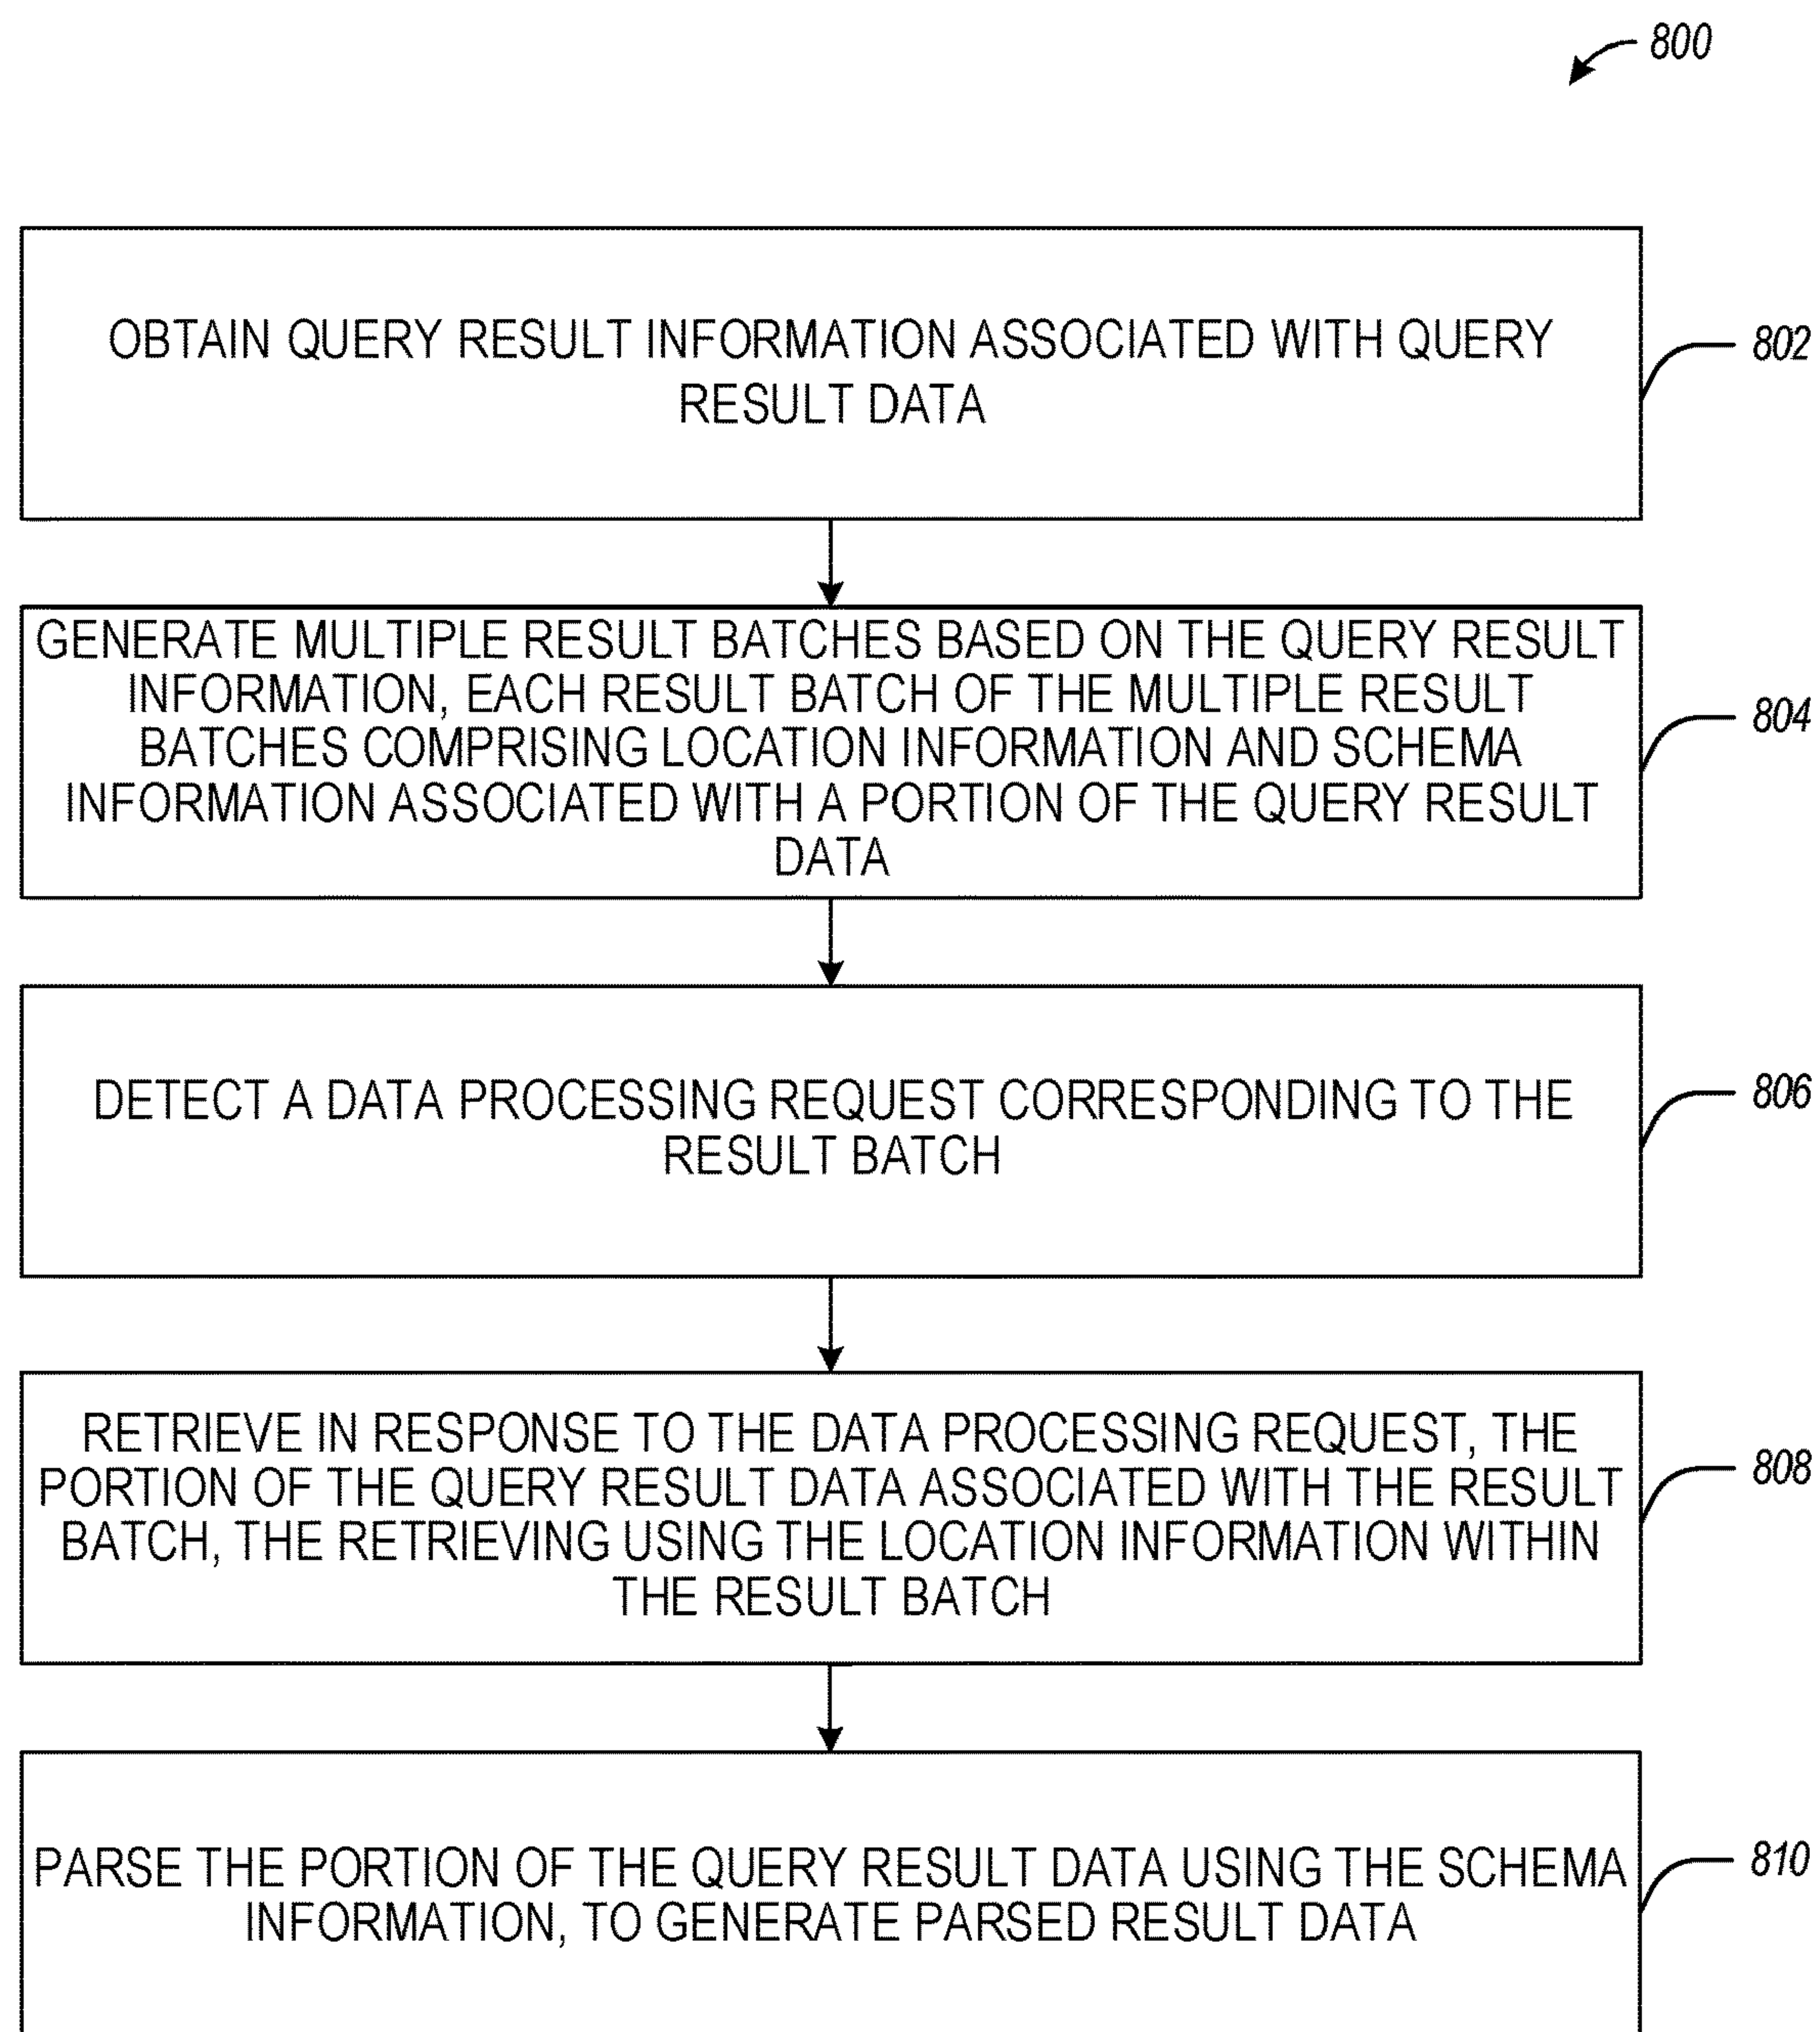 800
OBTAIN QUERY RESULT INFORMATION ASSOCIATED WITH QUERY
RESULT DATA
802
GENERATE MULTIPLE RESULT BATCHES BASED ON THE QUERY RESULT
INFORMATION, EACH RESULT BATCH OF THE MULTIPLE RESULT
BATCHES COMPRISING LOCATION INFORMATION AND SCHEMA
INFORMATION ASSOCIATED WITH A PORTION OF THE QUERY RESULT
DATA
804
DETECT A DATA PROCESSING REQUEST CORRESPONDING TO THE
RESULT BATCH
806
RETRIEVE IN RESPONSE TO THE DATA PROCESSING REQUEST, THE
PORTION OF THE QUERY RESULT DATA ASSOCIATED WITH THE RESULT
BATCH, THE RETRIEVING USING THE LOCATION INFORMATION WITHIN
THE RESULT BATCH
808
PARSE THE PORTION OF THE QUERY RESULT DATA USING THE SCHEMA
INFORMATION, TO GENERATE PARSED RESULT DATA
810